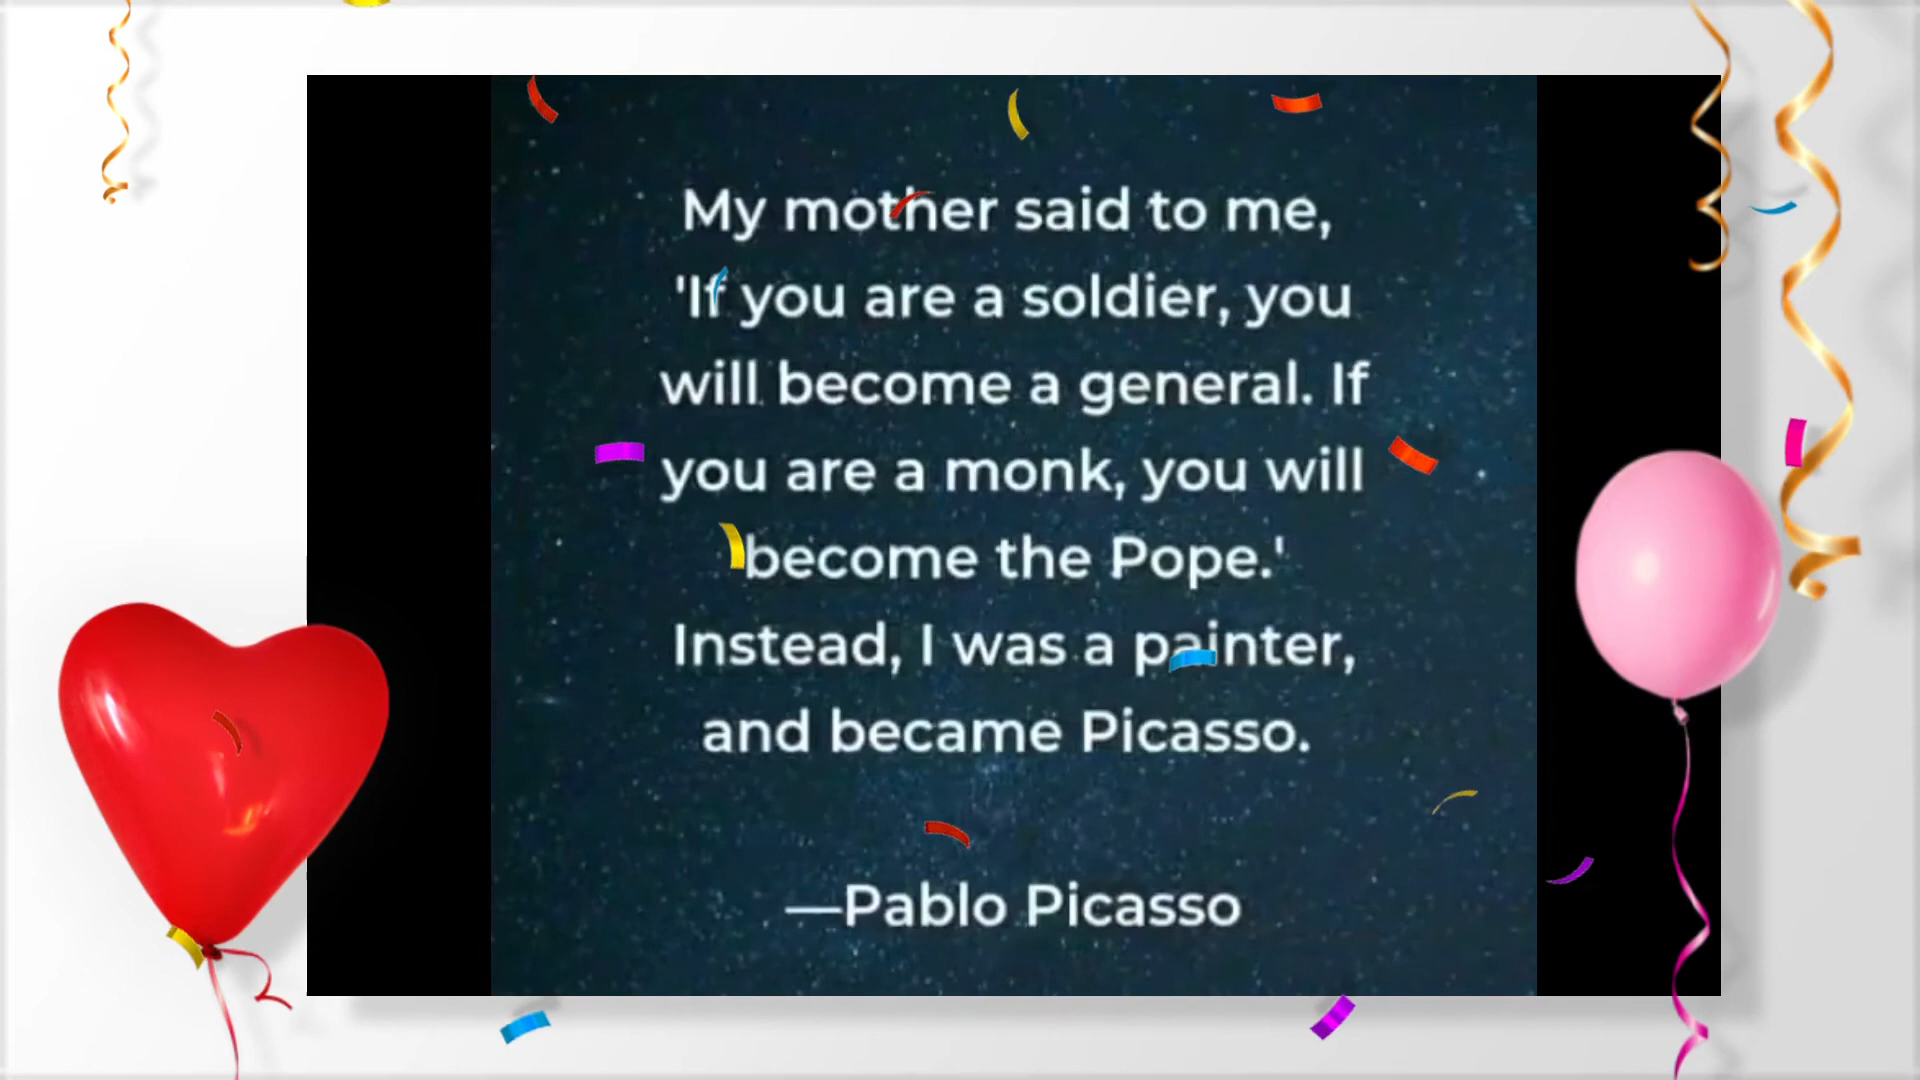 My mother said to me,
'If you are a soldier, you
will become a general. If
you are a monk, you will
become the Pope.'
Instead, I was a painter,
and became Picasso.
—Pablo Picasso